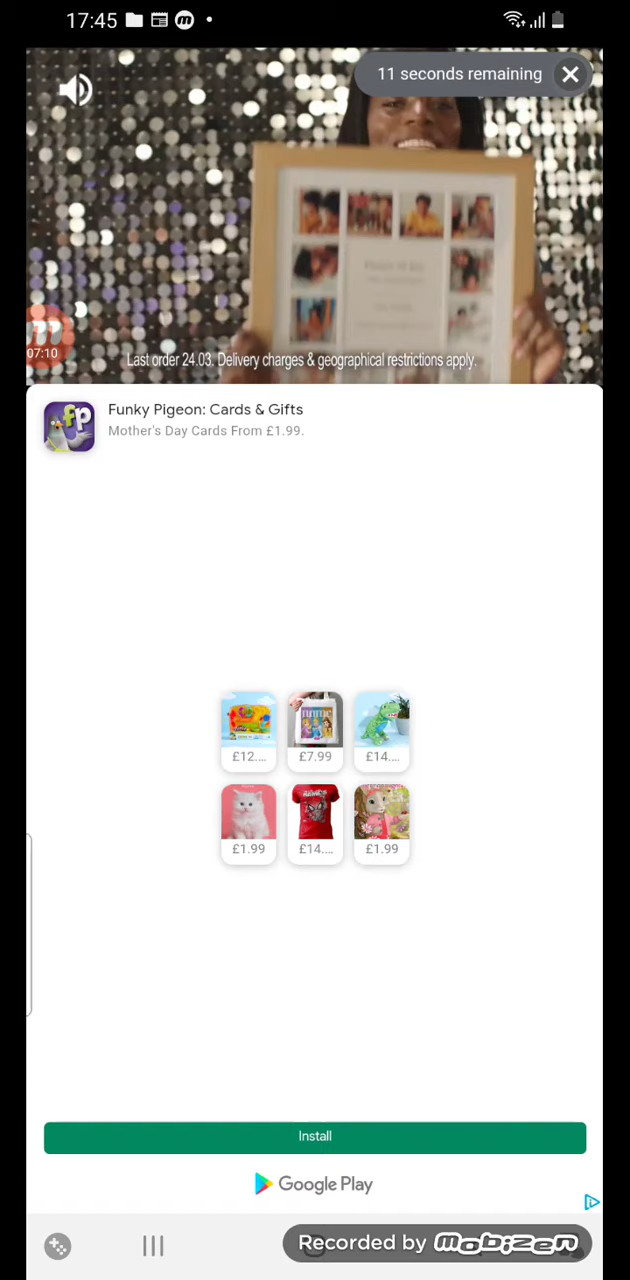 17:45
11 seconds remaining
07:10
Last order 24.03. Delivery charges & geographical restrictions apply.
fp
Funky Pigeon: Cards & Gifts
Mother's Day Cards From £1.99.
£12....
£7.99
£14....
£1.99
£14....
£1.99
Install
Google Play
Recorded by mobizen